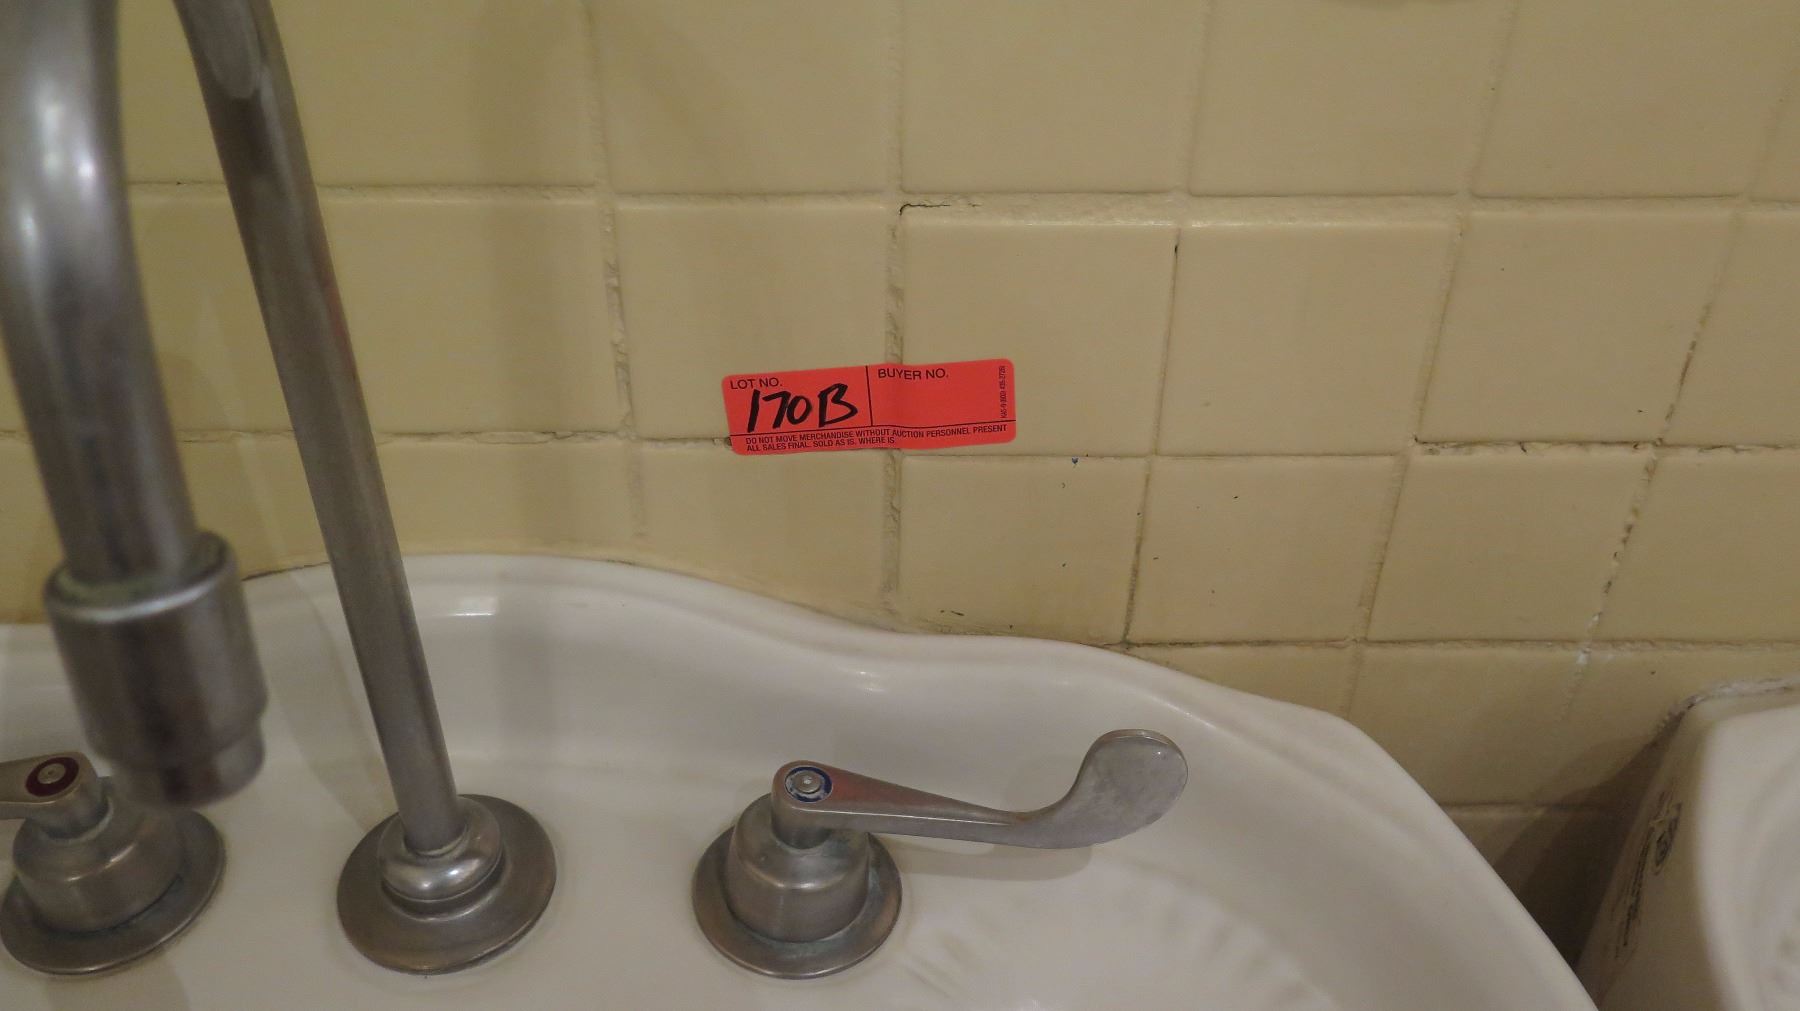 LOT NO.
170B
BUYER NO.
DO NOT MOVE MERCHANDISE WITHOUT AUCTION PERSONNEL PRESENT
ALL SALES FINAL. SOLD AS IS. WHERE IS.